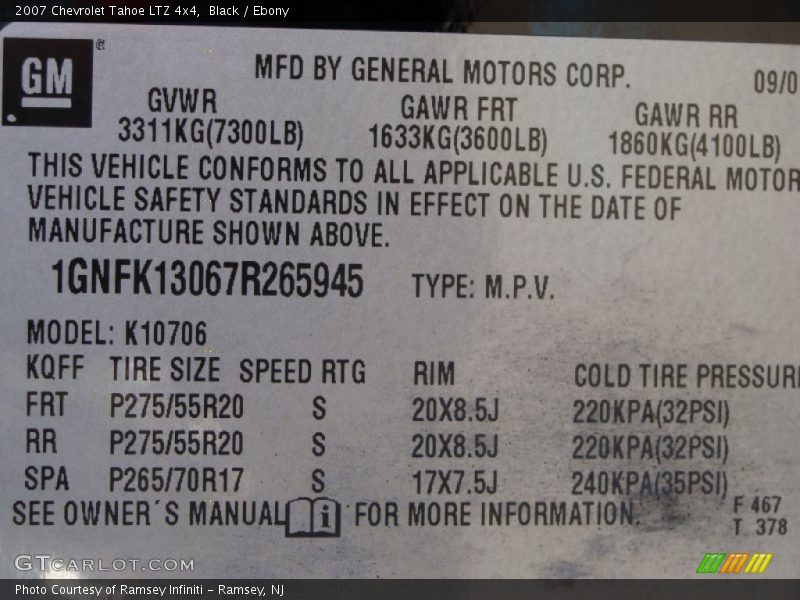 2007 Chevrolet Tahoe LTZ 4x4,  Black / Ebony
GM ®
MFD BY GENERAL MOTORS CORP.
09/0
GVWR GAWR FRT GAWR RR
3311KG(7300LB) 1633KG(3600LB) 1860KG(4100LB)
THIS VEHICLE CONFORMS TO ALL APPLICABLE U.S. FEDERAL MOTOR
VEHICLE SAFETY STANDARDS IN EFFECT ON THE DATE OF
MANUFACTURE SHOWN ABOVE.
1GNFK13067R265945 TYPE: M.P.V.
MODEL: K10706
KQFF TIRE SIZE SPEED RTG RIM COLD TIRE PRESSUR
FRT P275/55R20 S 20X8.5J 220KPA(32PSI)
RR P275/55R20 S 20X8.5J 220KPA(32PSI)
SPA P265/70R17 S 17X7.5J 240KPA(35PSI)
SEE OWNER´S MANUAL i FOR MORE INFORMATION.
F 467
T 378
GTCarLot.com
Photo Courtesy of Ramsey Infiniti - Ramsey, NJ